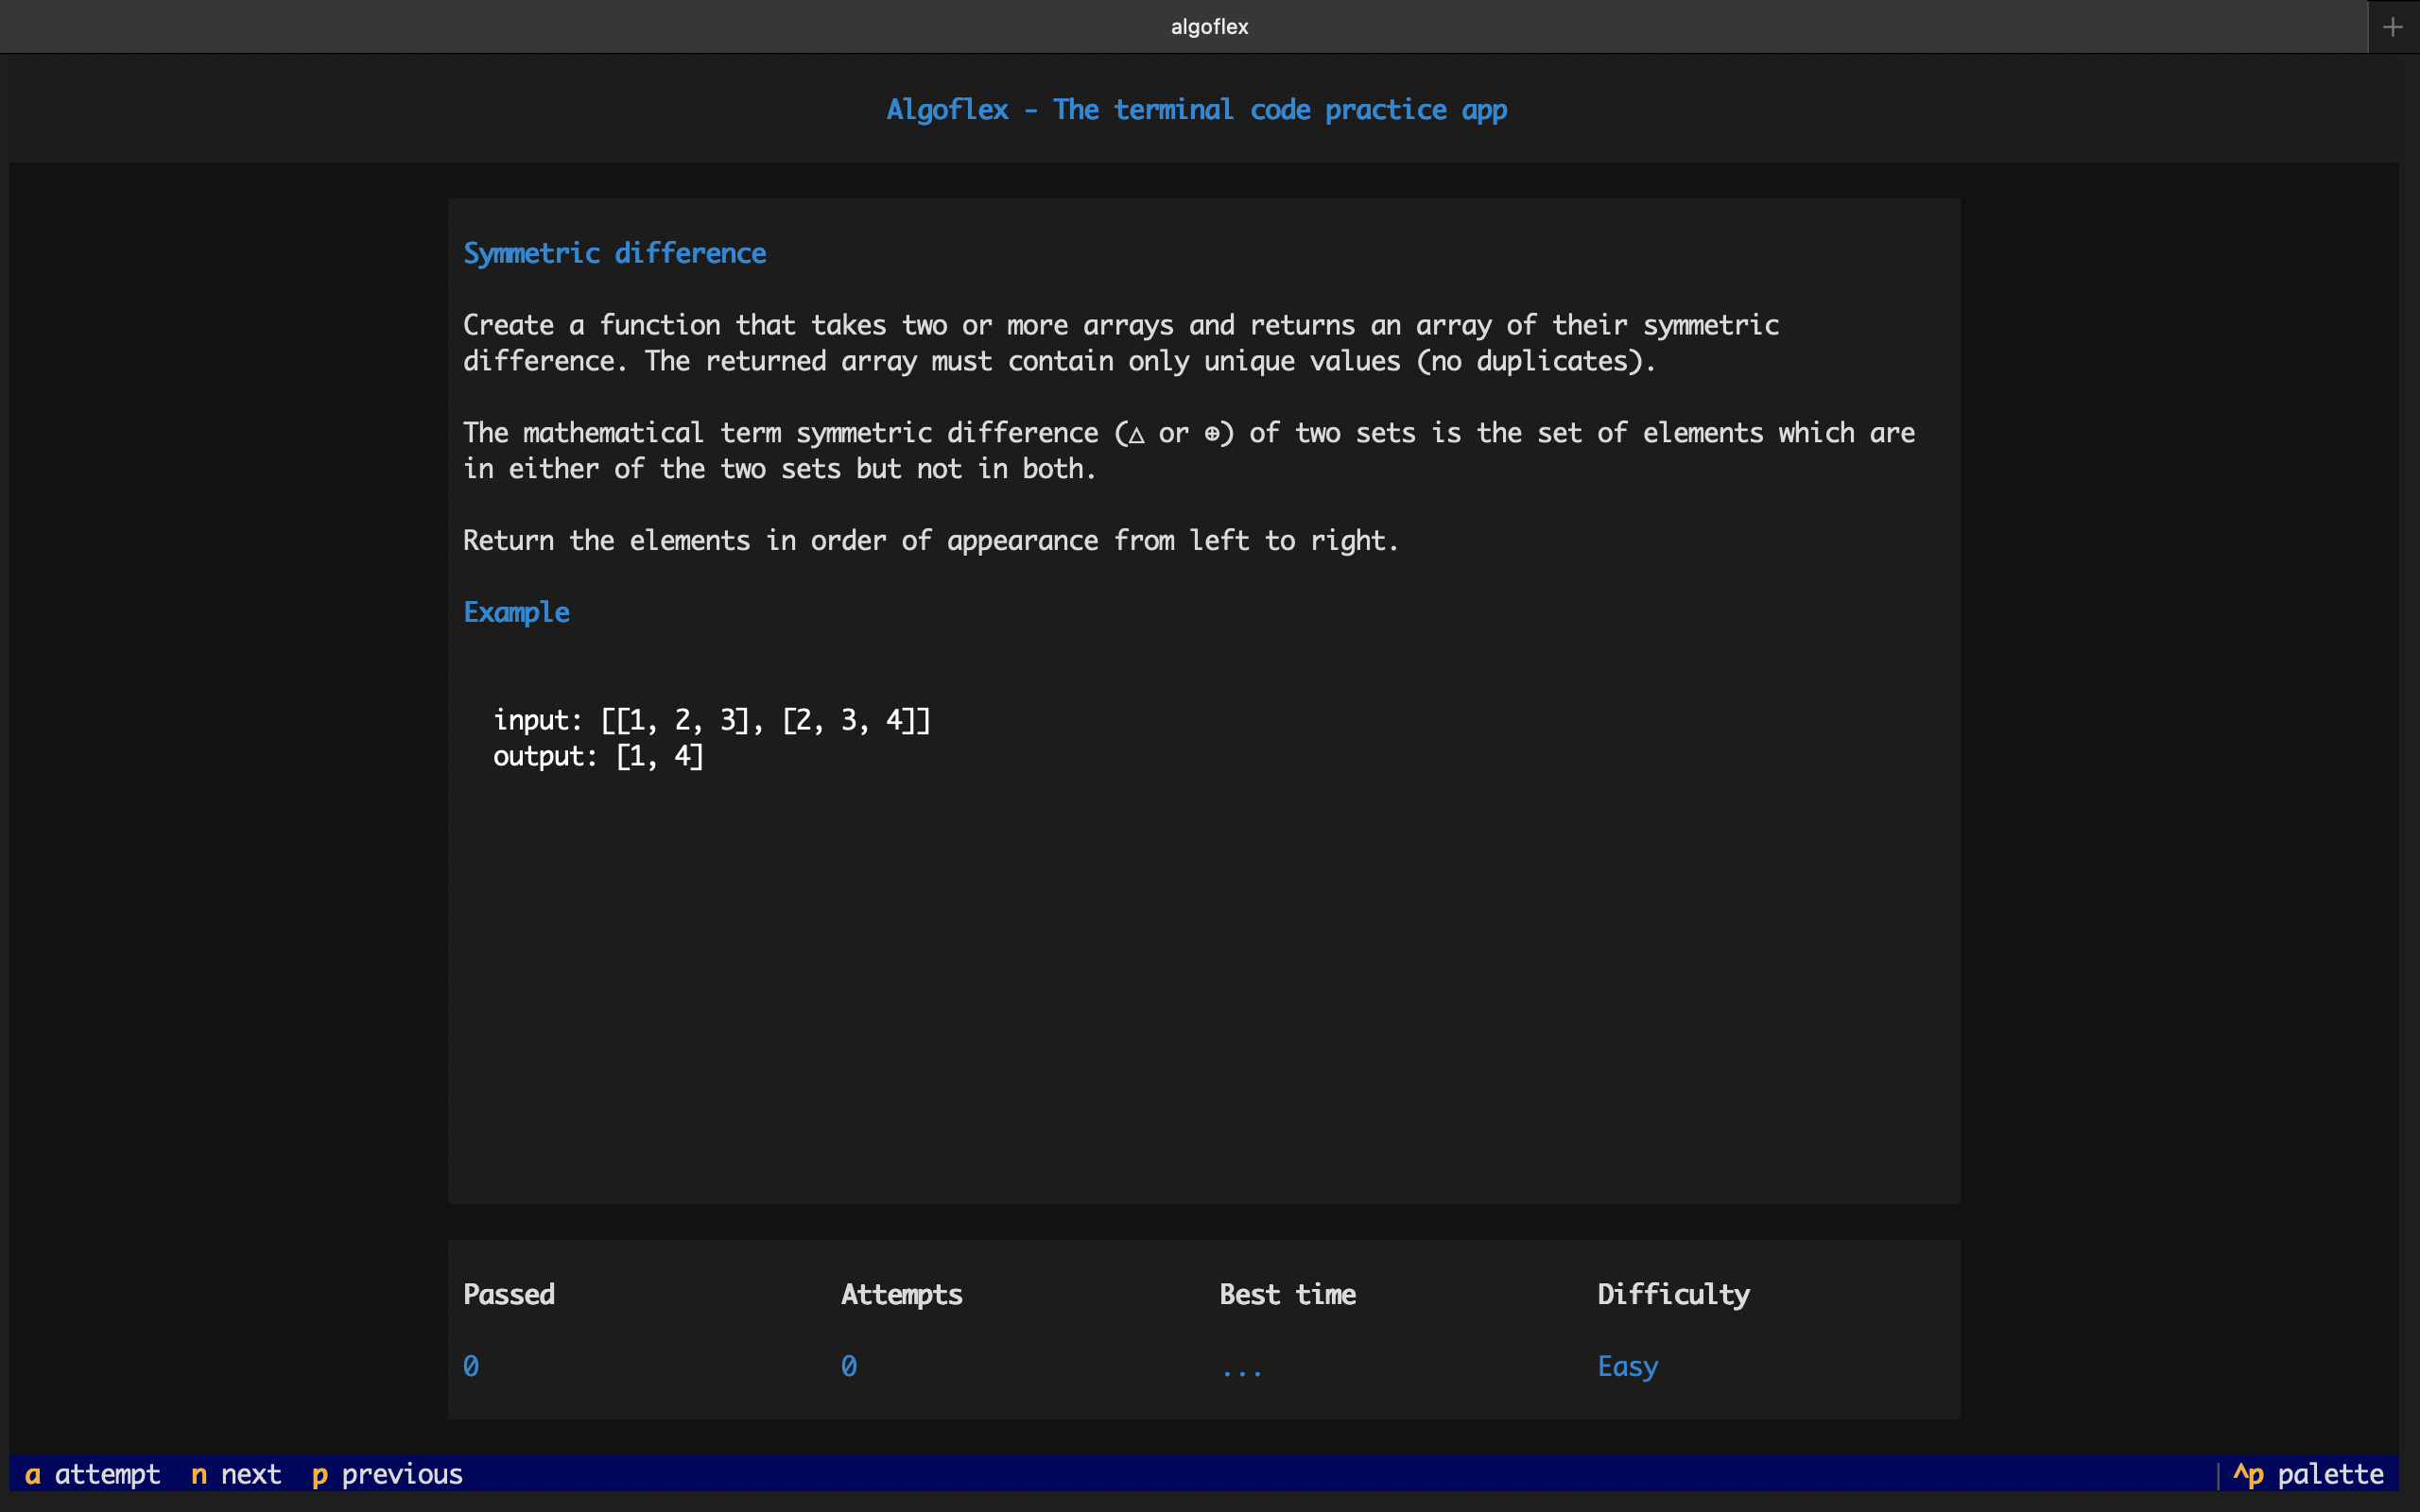 algoflex
+
Algoflex - The terminal code practice app
Symmetric difference
Create a function that takes two or more arrays and returns an array of their symmetric
difference. The returned array must contain only unique values (no duplicates).
The mathematical term symmetric difference (△ or ⊕) of two sets is the set of elements which are
in either of the two sets but not in both.
Return the elements in order of appearance from left to right.
Example
input: [[1, 2, 3], [2, 3, 4]]
output: [1, 4]
Passed Attempts Best time Difficulty
0 0 ... Easy
a attempt n next p previous ^p palette